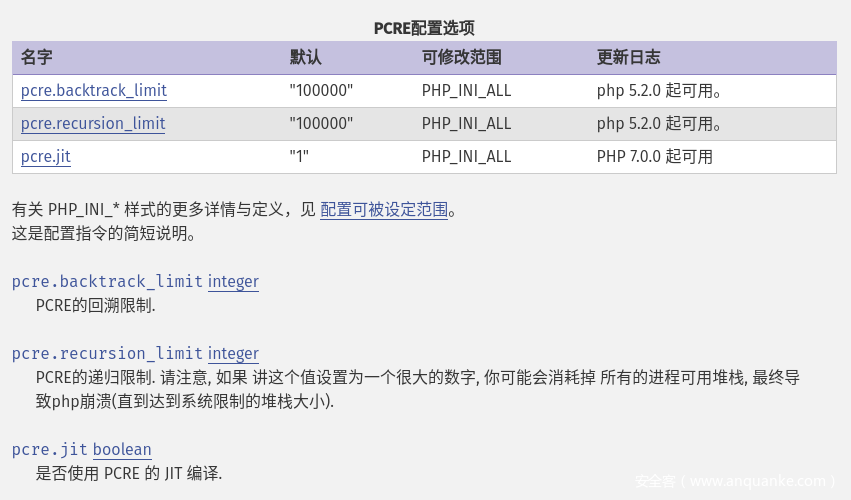 PCRE配置选项
名字 默认 可修改范围 更新日志
pcre.backtrack_limit "100000" PHP_INI_ALL php 5.2.0 起可用。
pcre.recursion_limit "100000" PHP_INI_ALL php 5.2.0 起可用。
pcre.jit "1" PHP_INI_ALL PHP 7.0.0 起可用
有关 PHP_INI_* 样式的更多详情与定义，见 配置可被设定范围。
这是配置指令的简短说明。
pcre.backtrack_limit integer
PCRE的回溯限制.
pcre.recursion_limit integer
PCRE的递归限制. 请注意, 如果 讲这个值设置为一个很大的数字, 你可能会消耗掉 所有的进程可用堆栈, 最终导
致php崩溃(直到达到系统限制的堆栈大小).
pcre.jit boolean
是否使用 PCRE 的 JIT 编译.
安全客 ( www.anquanke.com )